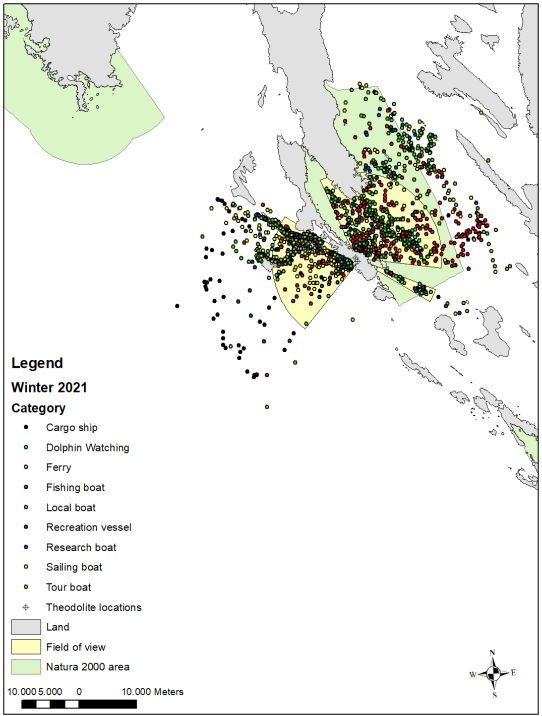 Legend
Winter 2021
Category
Cargo ship
Dolphin Watching
Ferry
Fishing boat
Local boat
Recreation vessel
Research boat
Sailing boat
Tour boat
Theodolite locations
Land
Field of view
Natura 2000 area
10.000 5.000 0 10.000 Meters
N
W E
S